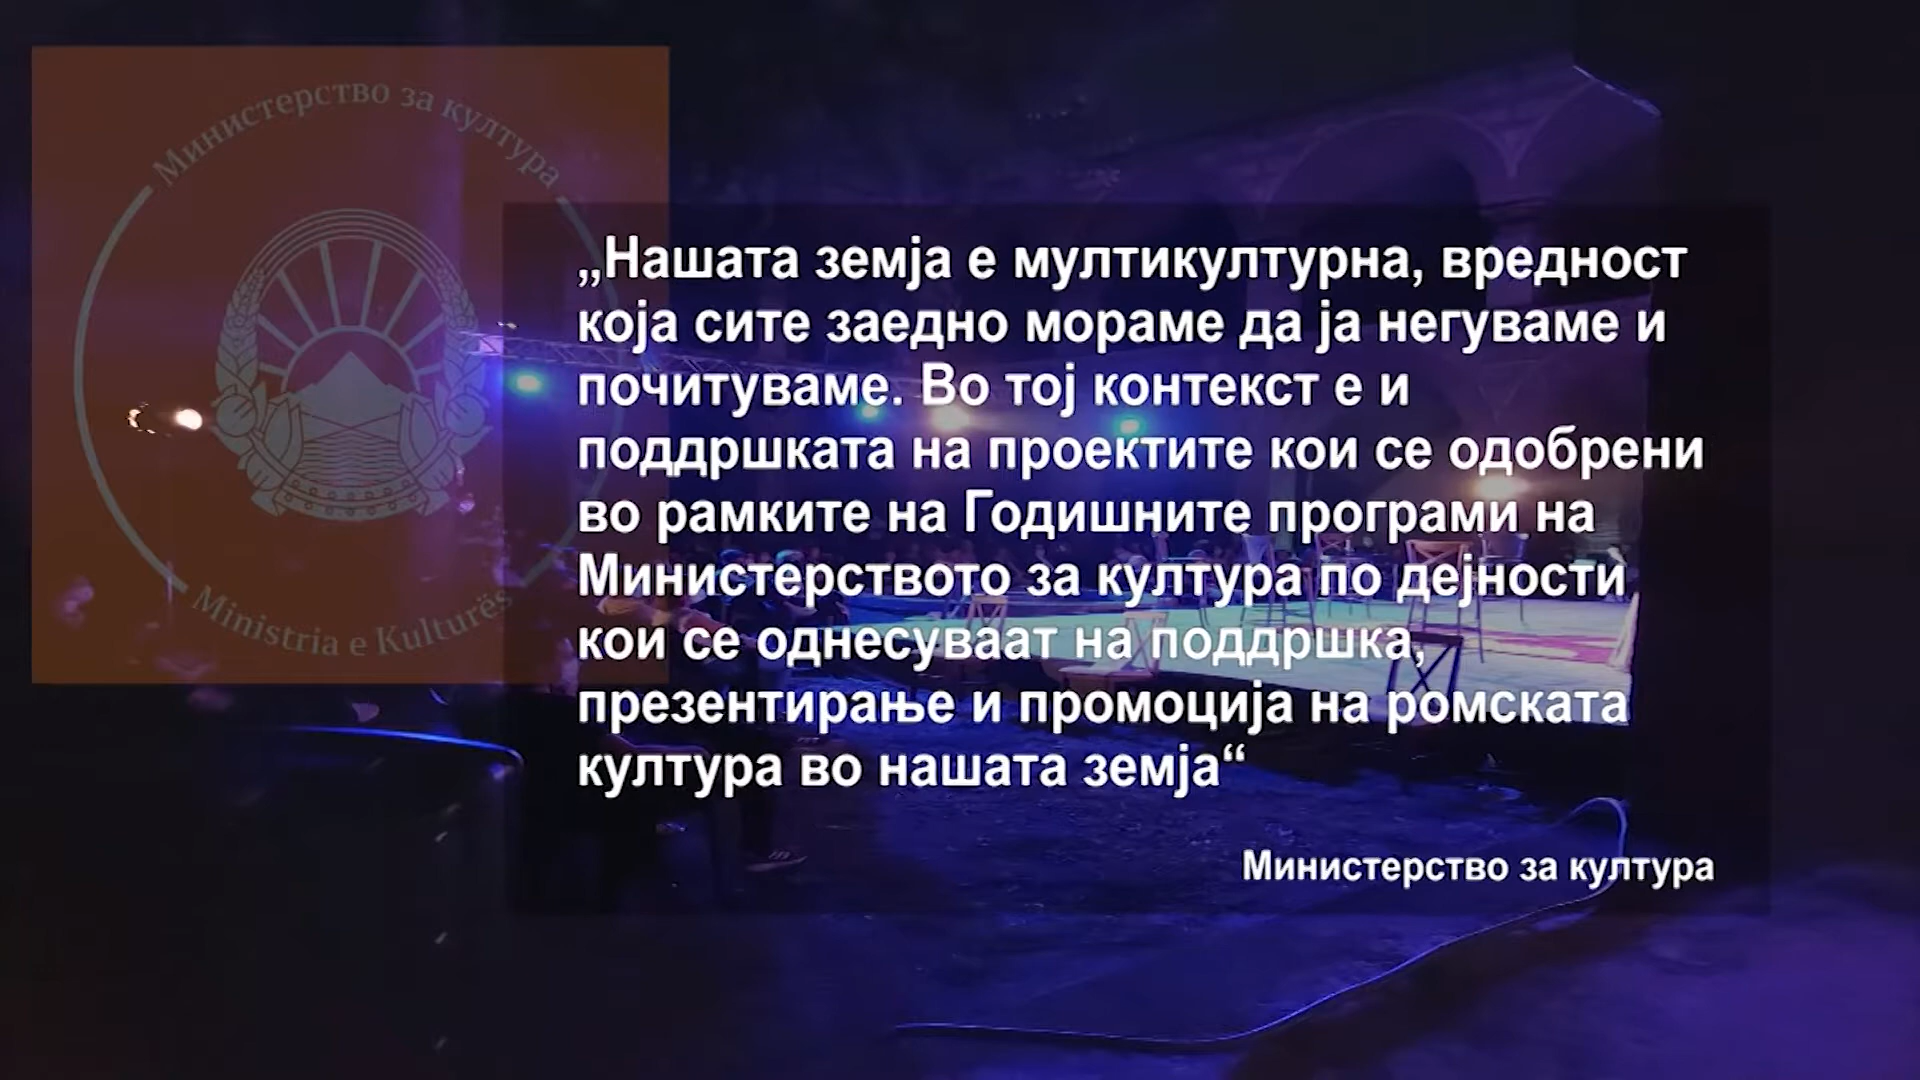 Министерство за култура
Ministria e Kulturës
„Нашата земја е мултикултурна, вредност
која сите заедно мораме да ја негуваме и
почитуваме. Во тој контекст е и
поддршката на проектите кои се одобрени
во рамките на Годишните програми на
Министерството за култура по дејности
кои се однесуваат на поддршка,
презентирање и промоција на ромската
култура во нашата земја“
Министерство за култура